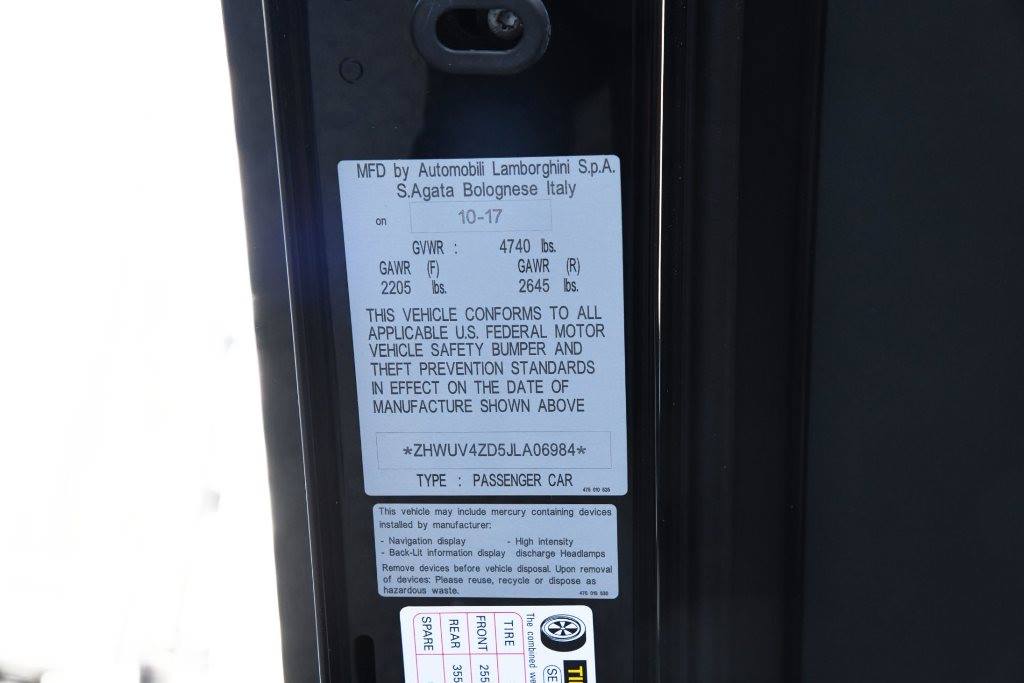 MFD by Automobili Lamborghini S.p.A.
S.Agata Bolognese Italy
on 10-17
GVWR : 4740 lbs.
GAWR (F) GAWR (R)
2205 lbs. 2645 lbs.
THIS VEHICLE CONFORMS TO ALL
APPLICABLE U.S. FEDERAL MOTOR
VEHICLE SAFETY BUMPER AND
THEFT PREVENTION STANDARDS
IN EFFECT ON THE DATE OF
MANUFACTURE SHOWN ABOVE
*ZHWUV4ZD5JLA06984*
TYPE : PASSENGER CAR
This vehicle may include mercury containing devices
installed by manufacturer:
- Navigation display - High intensity
- Back-Lit information display discharge Headlamps
Remove devices before vehicle disposal. Upon removal
of devices: Please reuse, recycle or dispose as
hazardous waste.
The combined
TIRE
FRONT 255
REAR 355
SPARE